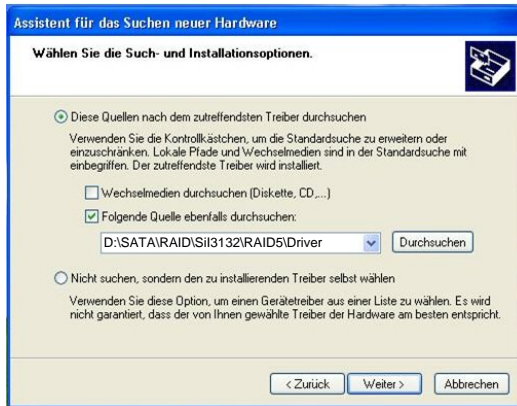 Assistent für das Suchen neuer Hardware
Wählen Sie die Such- und Installationsoptionen.
Diese Quellen nach dem zutreffendsten Treiber durchsuchen
Verwenden Sie die Kontrollkästchen, um die Standardsuche zu erweitern oder
einzuschränken. Lokale Pfade und Wechselmedien sind in der Standardsuche mit
einbegriffen. Der zutreffendste Treiber wird installiert.
Wechselmedien durchsuchen (Diskette, CD,...)
Folgende Quelle ebenfalls durchsuchen:
D:\SATA\RAID\SiI3132\RAID5\Driver
Durchsuchen
Nicht suchen, sondern den zu installierenden Treiber selbst wählen
Verwenden Sie diese Option, um einen Gerätetreiber aus einer Liste zu wählen. Es wird
nicht garantiert, dass der von Ihnen gewählte Treiber der Hardware am besten entspricht.
< Zurück
Weiter >
Abbrechen